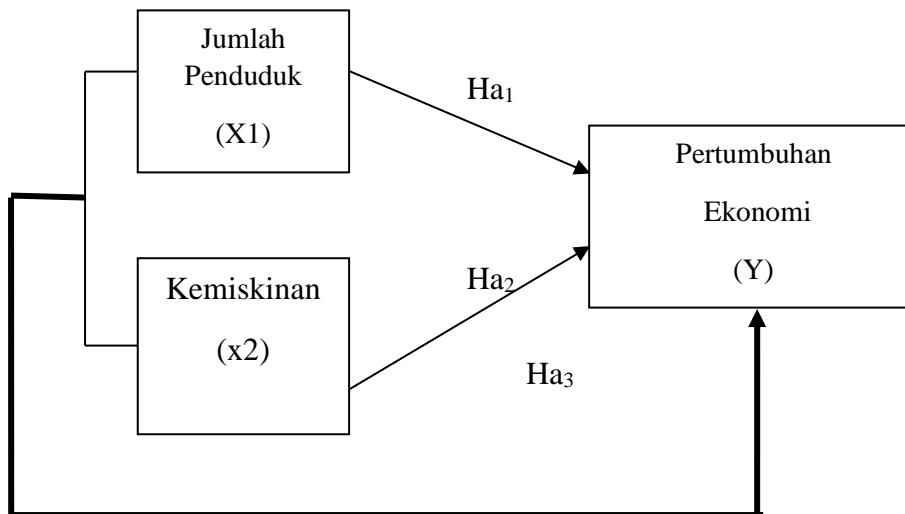 Jumlah
Penduduk
(X1)
Ha₁
Pertumbuhan
Ekonomi
(Y)
Kemiskinan
(x2)
Ha₂
Ha₃